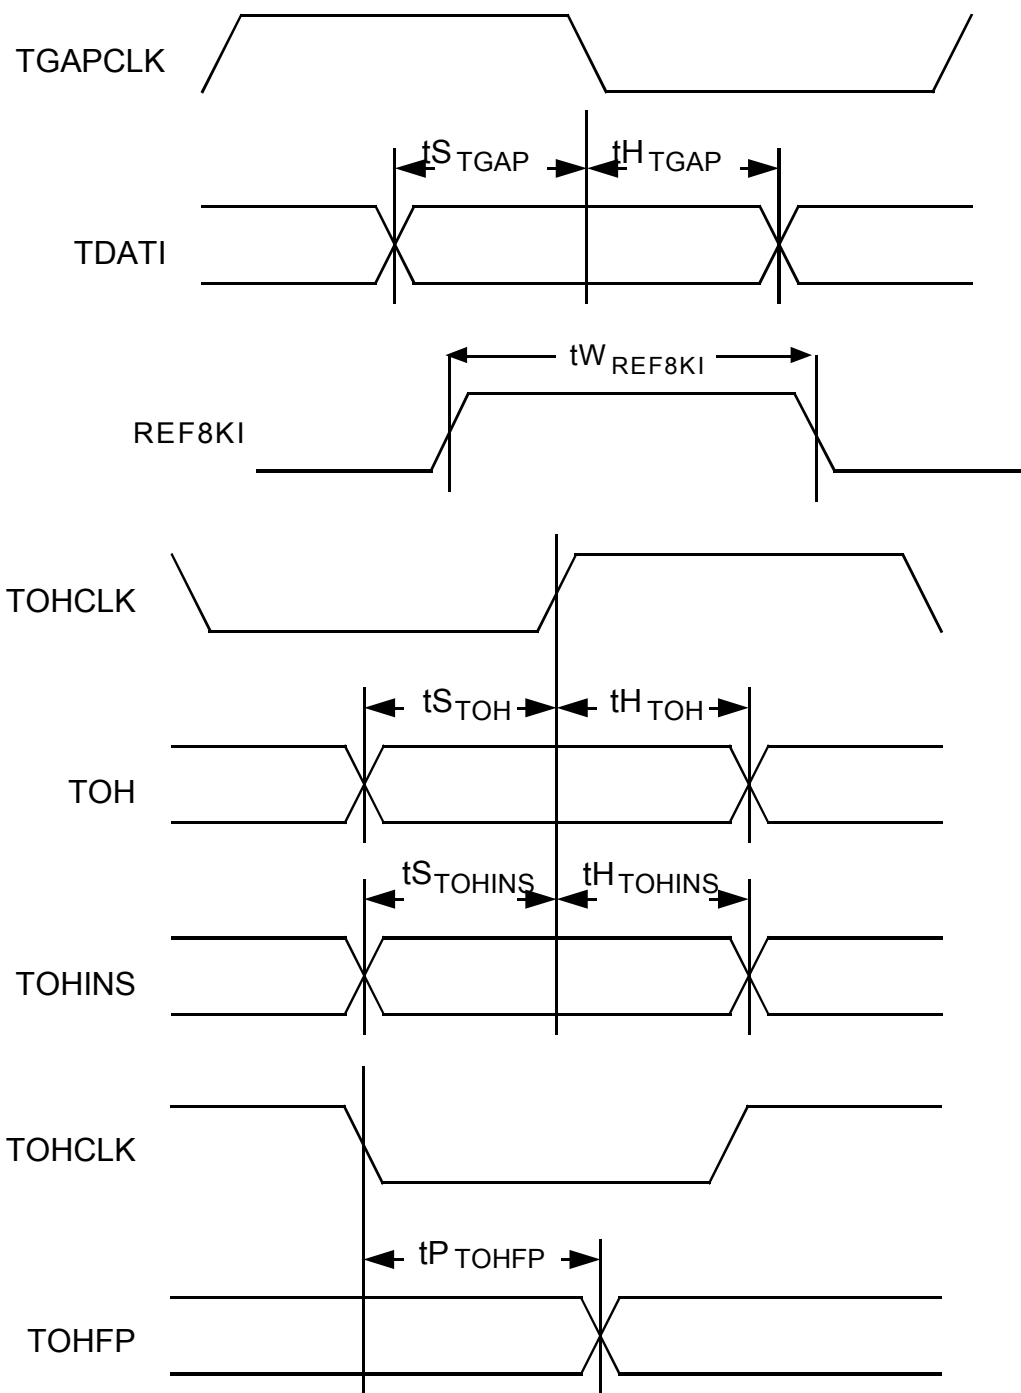 TGAPCLK
tS TGAP tH TGAP
TDATI
tW REF8KI
REF8KI
TOHCLK
tS TOH tH TOH
TOH
tS TOHINS tH TOHINS
TOHINS
TOHCLK
tP TOHFP
TOHFP